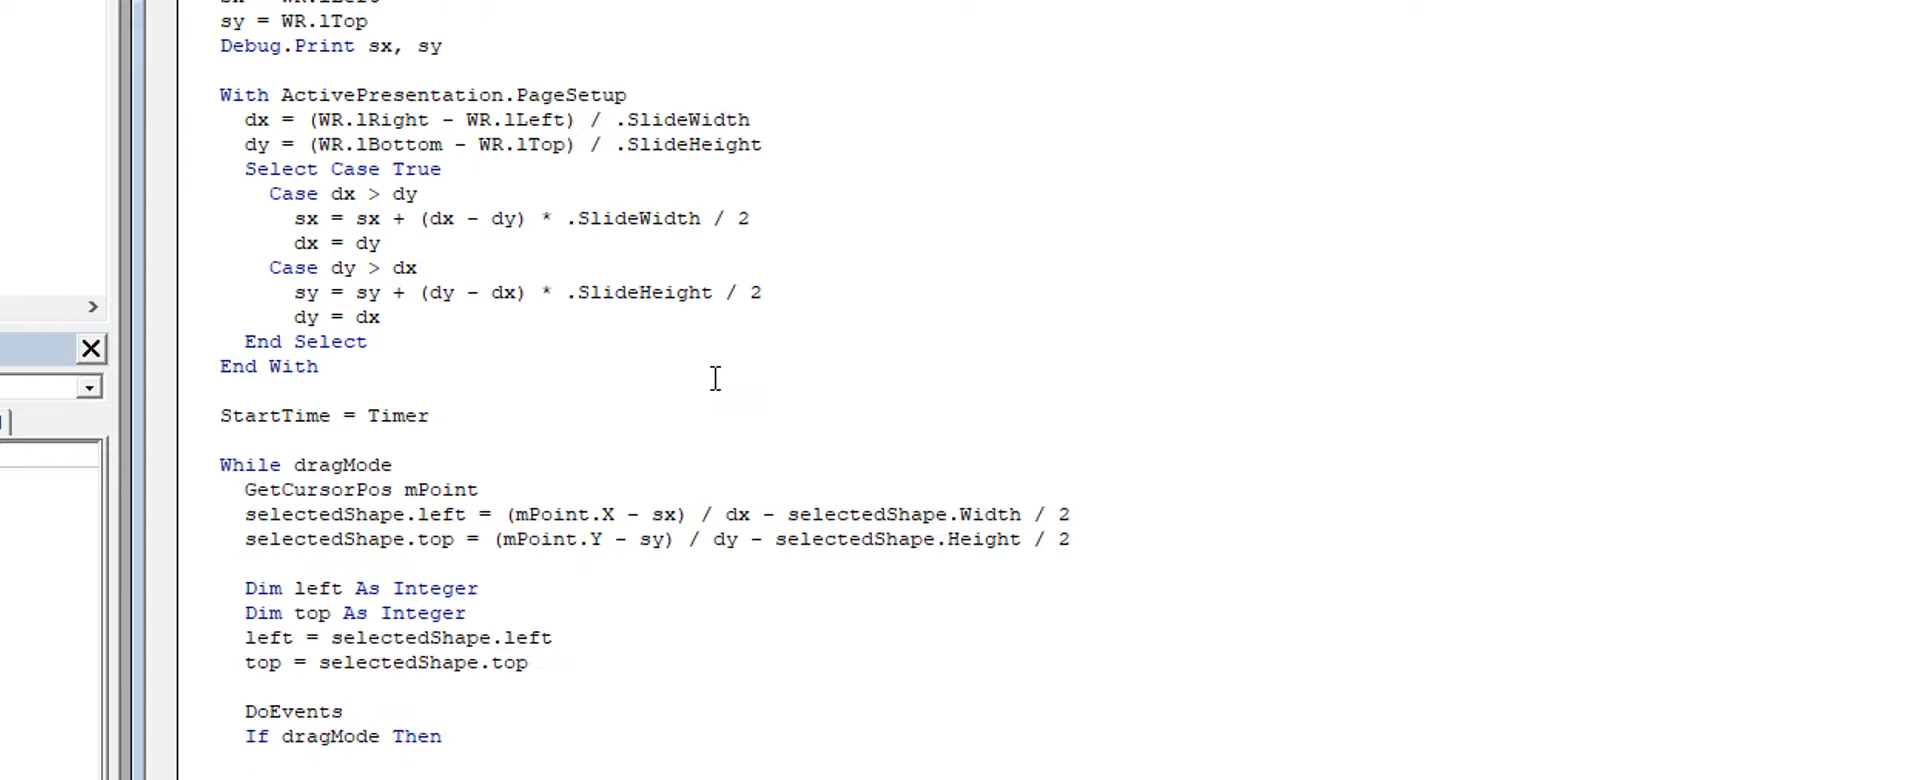 sy = WR.lTop
Debug.Print sx, sy
With ActivePresentation.PageSetup
dx = (WR.lRight - WR.lLeft) / .SlideWidth
dy = (WR.lBottom - WR.lTop) / .SlideHeight
Select Case True
Case dx > dy
sx = sx + (dx - dy) * .SlideWidth / 2
dx = dy
Case dy > dx
sy = sy + (dy - dx) * .SlideHeight / 2
dy = dx
End Select
End With
StartTime = Timer
While dragMode
GetCursorPos mPoint
selectedShape.left = (mPoint.X - sx) / dx - selectedShape.Width / 2
selectedShape.top = (mPoint.Y - sy) / dy - selectedShape.Height / 2
Dim left As Integer
Dim top As Integer
left = selectedShape.left
top = selectedShape.top
DoEvents
If dragMode Then